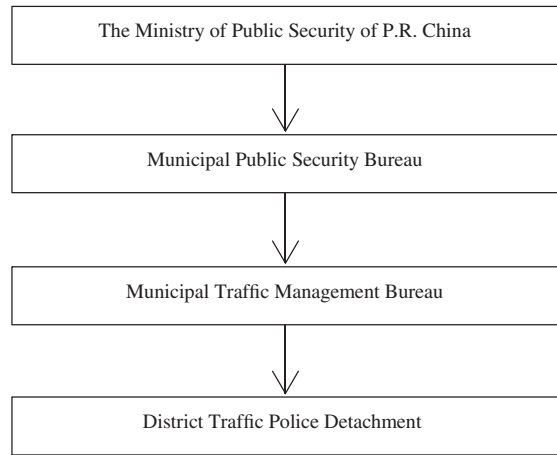 The Ministry of Public Security of P.R. China
Municipal Public Security Bureau
Municipal Traffic Management Bureau
District Traffic Police Detachment